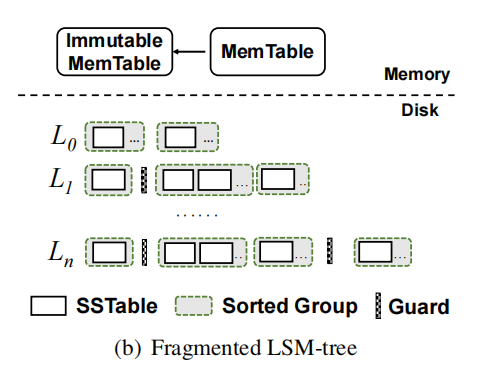 Immutable
MemTable
MemTable
Memory
Disk
L0 ... ...
L1 ... ..
......
Ln ... ... ...
SSTable Sorted Group Guard
(b) Fragmented LSM-tree